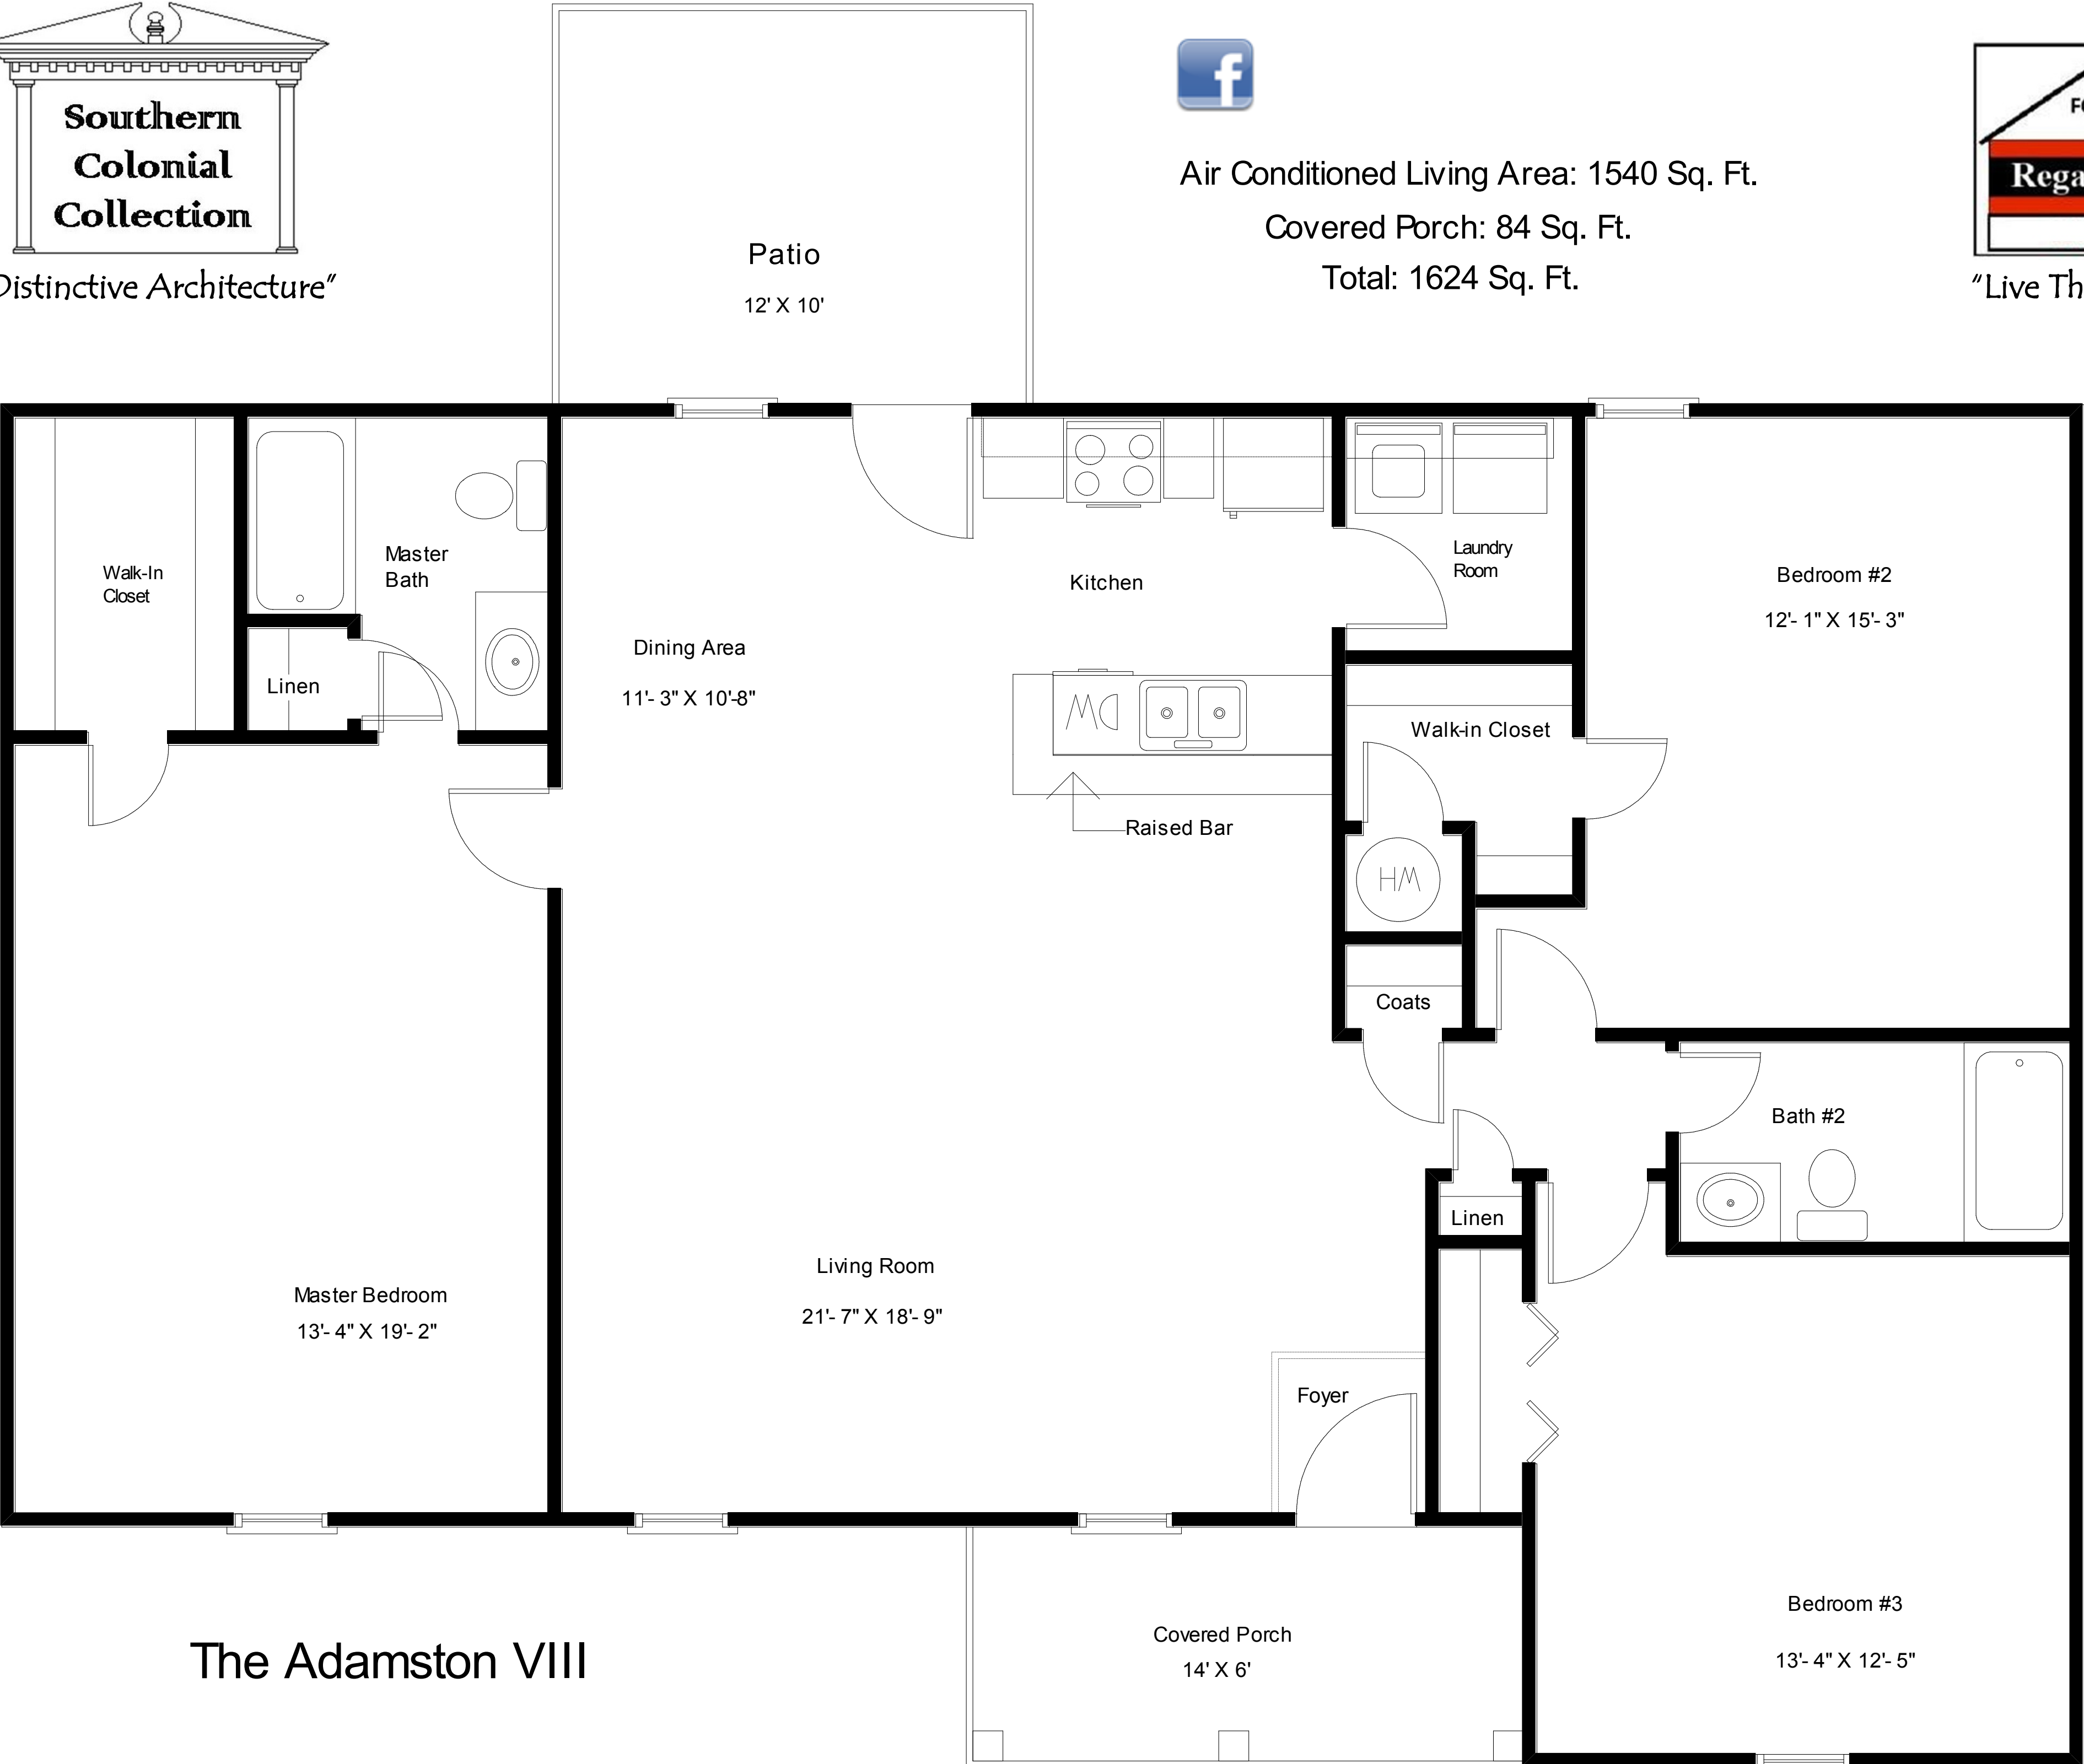 Southern
Colonial
Collection
Distinctive Architecture"
f
Air Conditioned Living Area: 1540 Sq. Ft.
Covered Porch: 84 Sq. Ft.
Total: 1624 Sq. Ft.
"Live Th
Patio
12' X 10'
Walk-In
Closet
Master
Bath
Linen
Dining Area
11'- 3" X 10'-8"
Kitchen
Laundry
Room
Bedroom #2
12'- 1" X 15'- 3"
DW
Walk-in Closet
Raised Bar
WH
Coats
Bath #2
Linen
Living Room
21'- 7" X 18'- 9"
Master Bedroom
13'- 4" X 19'- 2"
Foyer
Covered Porch
14' X 6'
Bedroom #3
13'- 4" X 12'- 5"
The Adamston VIII